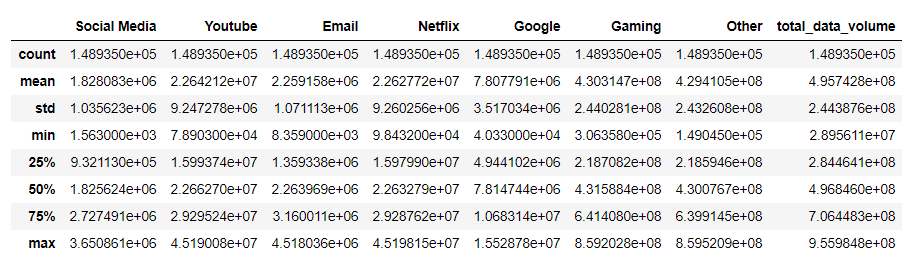 Social Media Youtube Email Netflix Google Gaming Other total_data_volume
count 1.489350e+05 1.489350e+05 1.489350e+05 1.489350e+05 1.489350e+05 1.489350e+05 1.489350e+05 1.489350e+05
mean 1.828083e+06 2.264212e+07 2.259158e+06 2.262772e+07 7.807791e+06 4.303147e+08 4.294105e+08 4.957428e+08
std 1.035623e+06 9.247278e+06 1.071113e+06 9.260256e+06 3.517034e+06 2.440281e+08 2.432608e+08 2.443876e+08
min 1.563000e+03 7.890300e+04 8.359000e+03 9.843200e+04 4.033000e+04 3.063580e+05 1.490450e+05 2.895611e+07
25% 9.321130e+05 1.599374e+07 1.359338e+06 1.597990e+07 4.944102e+06 2.187082e+08 2.185946e+08 2.844641e+08
50% 1.825624e+06 2.266270e+07 2.263969e+06 2.263279e+07 7.814744e+06 4.315884e+08 4.300767e+08 4.968460e+08
75% 2.727491e+06 2.929524e+07 3.160011e+06 2.928762e+07 1.068314e+07 6.414080e+08 6.399145e+08 7.064483e+08
max 3.650861e+06 4.519008e+07 4.518036e+06 4.519815e+07 1.552878e+07 8.592028e+08 8.595209e+08 9.559848e+08